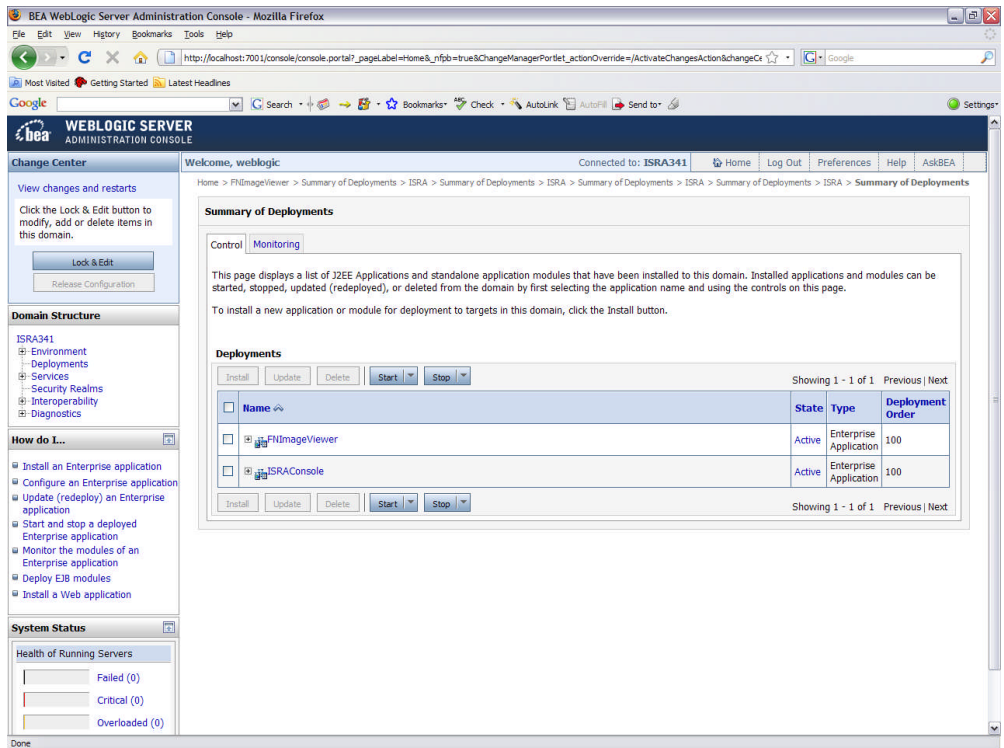 BEA WebLogic Server Administration Console - Mozilla Firefox
File Edit View History Bookmarks Tools Help
http://localhost:7001/console/console.portal?_pageLabel=Home&_nfpb=true&ChangeManagerPortlet_actionOverride=/ActivateChangesAction&changeCe
Google
Most Visited Getting Started Latest Headlines
Google Search Bookmarks Check AutoLink AutoFill Send to Settings
bea WEBLOGIC SERVER
ADMINISTRATION CONSOLE
Change Center
View changes and restarts
Click the Lock & Edit button to
modify, add or delete items in
this domain.
Lock & Edit
Release Configuration
Domain Structure
ISRA341
Environment
Deployments
Services
Security Realms
Interoperability
Diagnostics
How do I...
Install an Enterprise application
Configure an Enterprise application
Update (redeploy) an Enterprise
application
Start and stop a deployed
Enterprise application
Monitor the modules of an
Enterprise application
Deploy EJB modules
Install a Web application
System Status
Health of Running Servers
Failed (0)
Critical (0)
Overloaded (0)
Welcome, weblogic Connected to: ISRA341 Home Log Out Preferences Help AskBEA
Home > FNImageViewer > Summary of Deployments > ISRA > Summary of Deployments > ISRA > Summary of Deployments > ISRA > Summary of Deployments > ISRA > Summary of Deployments
Summary of Deployments
Control Monitoring
This page displays a list of J2EE Applications and standalone application modules that have been installed to this domain. Installed applications and modules can be
started, stopped, updated (redeployed), or deleted from the domain by first selecting the application name and using the controls on this page.
To install a new application or module for deployment to targets in this domain, click the Install button.
Deployments
Install Update Delete Start Stop Showing 1 - 1 of 1 Previous | Next
Name State Type Deployment Order
FNImageViewer Active Enterprise Application 100
ISRAConsole Active Enterprise Application 100
Install Update Delete Start Stop Showing 1 - 1 of 1 Previous | Next
Done